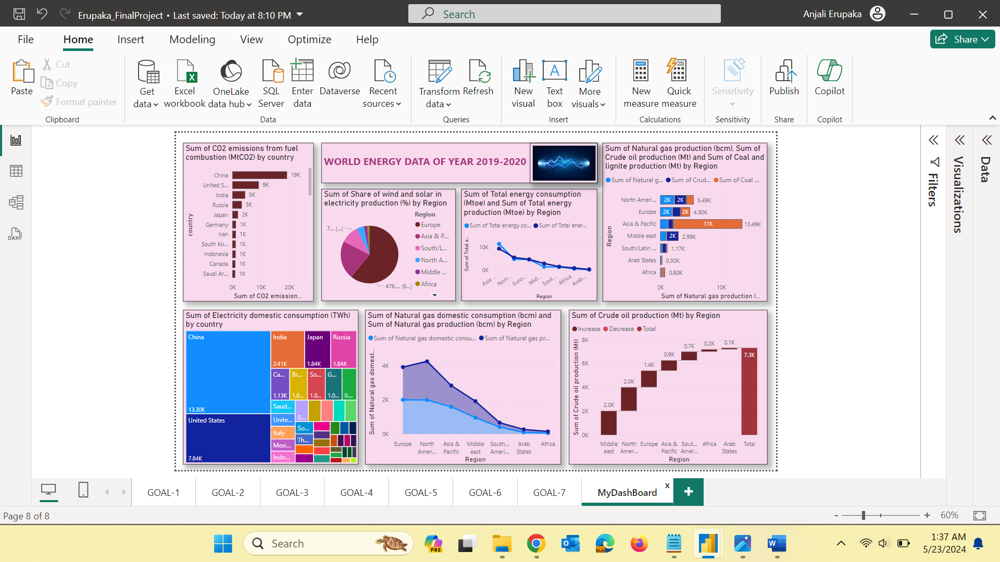 Erupaka_FinalProject • Last saved: Today at 8:10 PM
Search
Anjali Erupaka
File Home Insert Modeling View Optimize Help
Share
Paste
Cut
Copy
Format painter
Clipboard
Get data
Excel workbook
OneLake data hub
SQL Server
Enter data
Dataverse
Recent sources
Data
Transform data
Refresh
Queries
New visual
Text box
More visuals
Insert
New measure
Quick measure
Calculations
Sensitivity
Sensitivity
Publish
Share
Copilot
Copilot
DAX
Sum of CO2 emissions from fuel
combustion (MtCO2) by country
country
China 19K
United S... 9K
India 5K
Russia 3K
Japan 2K
Germany 1K
Iran 1K
South Ko... 1K
Indonesia 1K
Canada 1K
Saudi Ar... 1K
0K 10K 20K
Sum of CO2 emission...
WORLD ENERGY DATA OF YEAR 2019-2020
Sum of Share of wind and solar in
electricity production (%) by Region
Region
Europe
Asia & P...
South/L...
North A...
Middle ...
Africa
7... (...)
476.... (6...)
Sum of Total energy consumption
(Mtoe) and Sum of Total energy
production (Mtoe) by Region
Sum of Total energy co... Sum of Total ener...
Sum of Total e...
10K
0K
Asia ... Nort... Euro... Mid... Sout... Africa Arab...
Region
Sum of Natural gas production (bcm), Sum of
Crude oil production (Mt) and Sum of Coal and
lignite production (Mt) by Region
Sum of Natural g... Sum of Crud... Sum of Coal ...
Region
North Ameri... 2K 2K 5.49K
Europe 2K 2K 4.90K
Asia & Pacific 11K 13.49K
Middle east 2K 2.99K
South/Latin ... 1.17K
Arab States 0.30K
Africa 0.80K
0K 10K
Sum of Natural gas production (...
Sum of Electricity domestic consumption (TWh)
by country
China
13.30K
United States
7.84K
India
2.41K
Japan
1.84K
Russia
1.84K
Ca...
1.13K
Br...
1.0...
So...
1.0...
G...
1.0...
0....
Saud...
0....
Unite...
Italy
Mexi...
Indo...
So...
Th...
Sum of Natural gas domestic consumption (bcm) and
Sum of Natural gas production (bcm) by Region
Sum of Natural gas domestic consu... Sum of Natural gas pr...
Sum of Natural gas domest...
4K
2K
0K
Europe North Ameri... Asia & Pacific Middle east South... Ameri... Arab States Africa
Region
Sum of Crude oil production (Mt) by Region
Increase Decrease Total
Sum of Crude oil production (Mt)
8K
6K
4K
2K
0K
2.0K 2.0K 1.4K 0.9K 0.7K 0.2K 0.1K 7.3K
Middle east North Amer... Europe Asia & Pacific Sout... Amer... Africa Arab States Total
Region
Filters
Visualizations
Data
GOAL-1 GOAL-2 GOAL-3 GOAL-4 GOAL-5 GOAL-6 GOAL-7 MyDashBoard x +
Page 8 of 8
- + 60%
Search
PRE
1:37 AM
5/23/2024